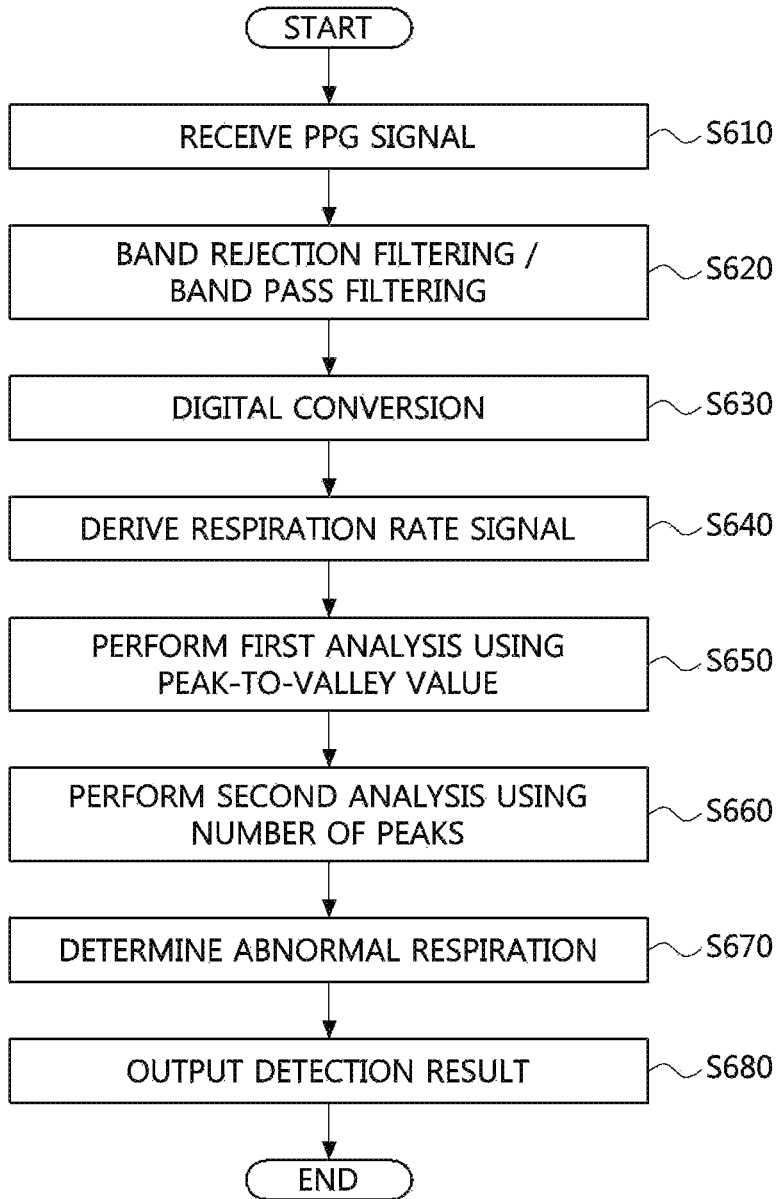 START
RECEIVE PPG SIGNAL
S610
BAND REJECTION FILTERING /
BAND PASS FILTERING
S620
DIGITAL CONVERSION
S630
DERIVE RESPIRATION RATE SIGNAL
S640
PERFORM FIRST ANALYSIS USING
PEAK-TO-VALLEY VALUE
S650
PERFORM SECOND ANALYSIS USING
NUMBER OF PEAKS
S660
DETERMINE ABNORMAL RESPIRATION
S670
OUTPUT DETECTION RESULT
S680
END